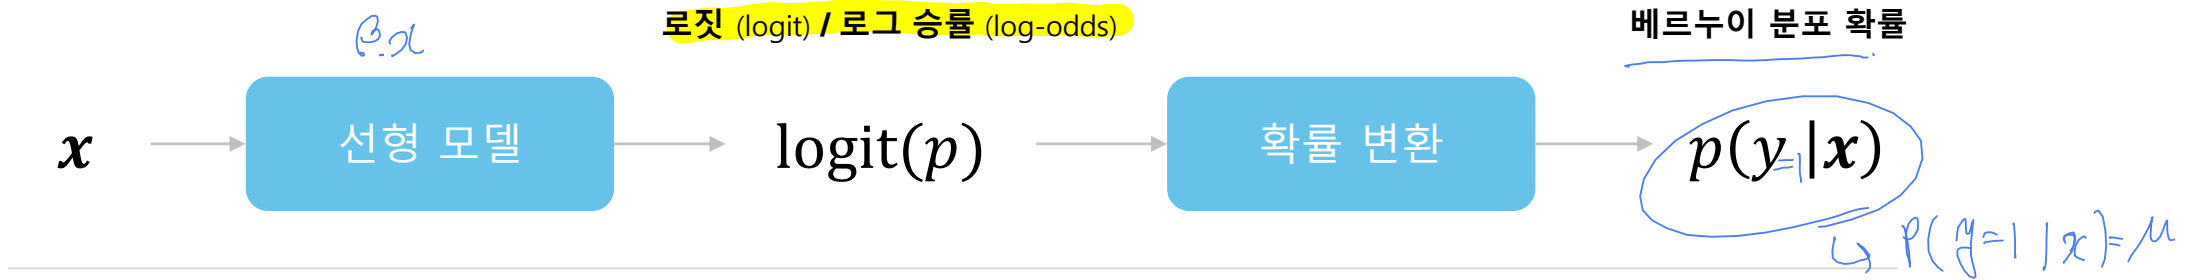 로짓 (logit) / 로그 승률 (log-odds)
베르누이 분포 확률
β·x
x
선형 모델
logit(p)
확률 변환
p(y=1|x)
↳ P(y=1|x)=μ